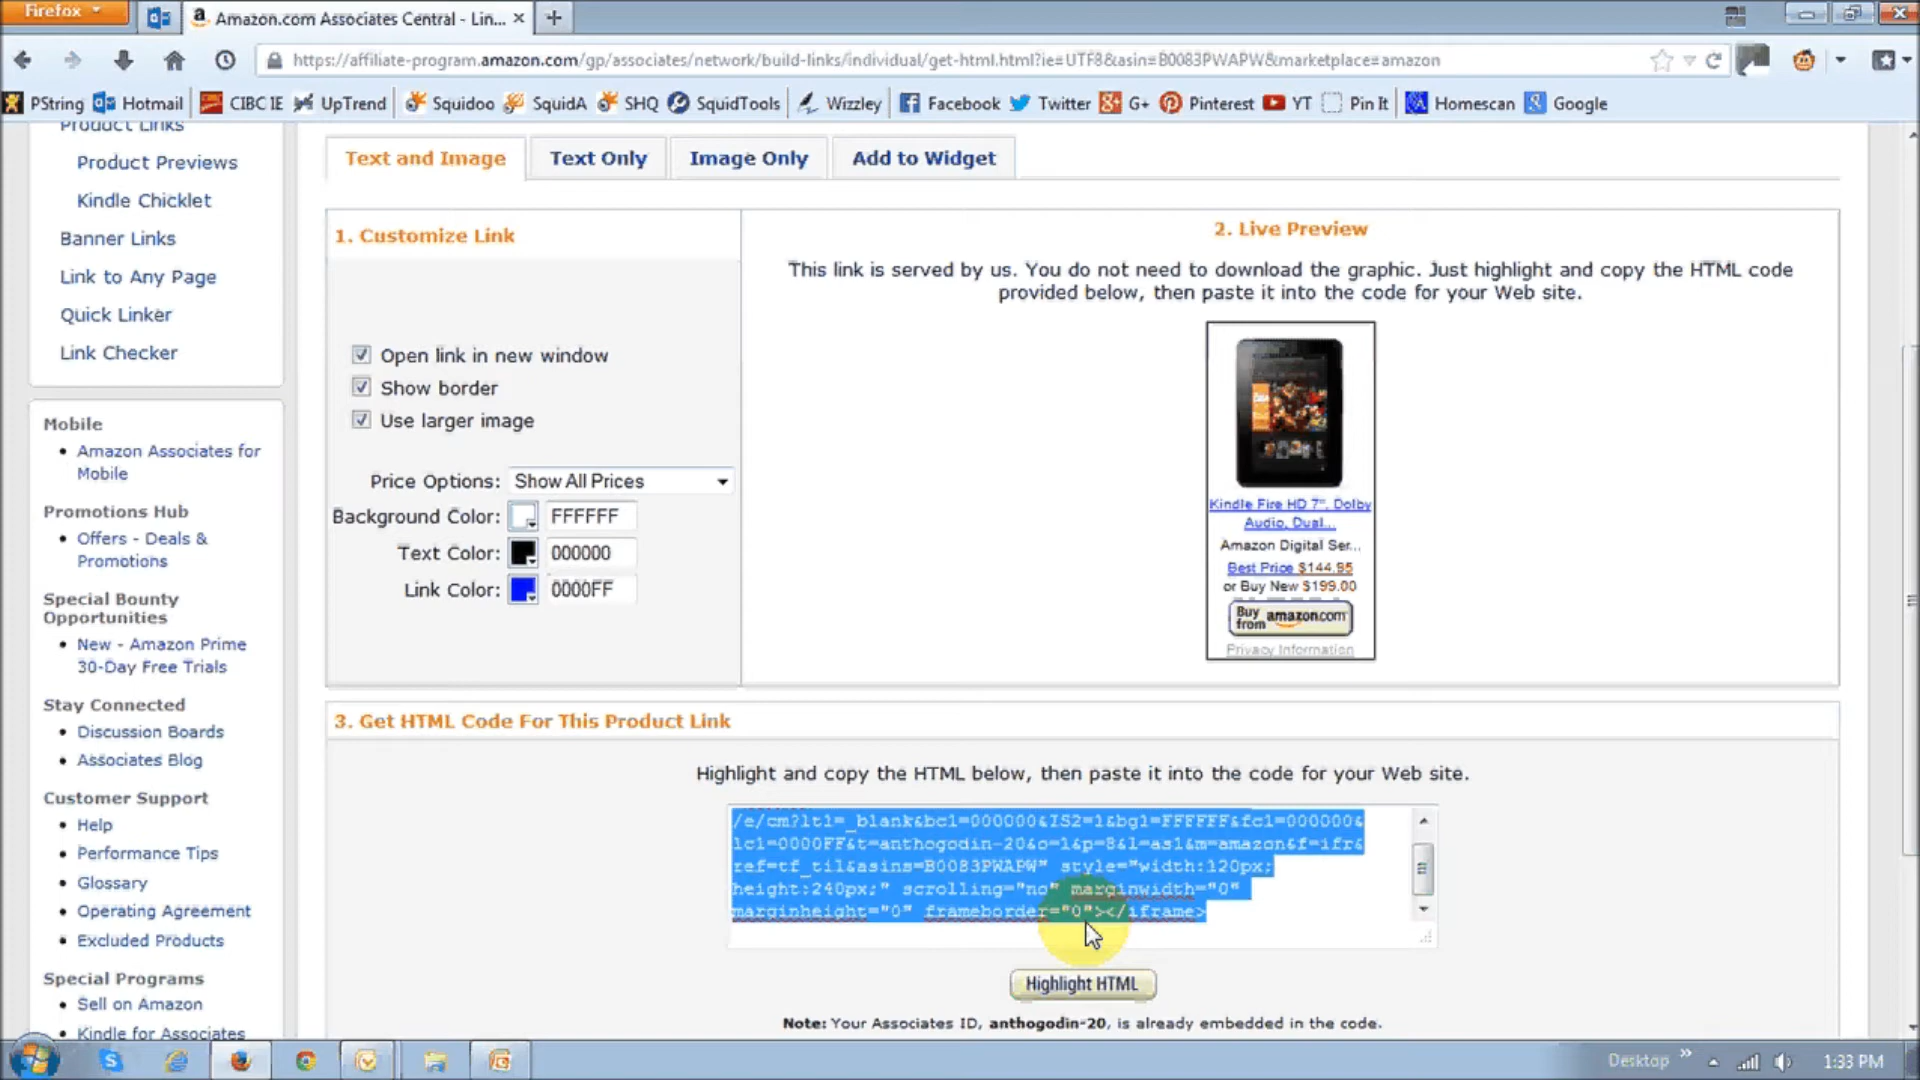 Firefox
Amazon.com Associates Central - Lin...
https://affiliate-program.amazon.com/gp/associates/network/build-links/individual/get-html.html?ie=UTF8&asin=B0083PWAPW&marketplace=amazon
PString Hotmail CIBC IE UpTrend Squidoo SquidA SHQ SquidTools Wizzley Facebook Twitter G+ Pinterest YT Pin It Homescan Google
Product Links
Product Previews
Kindle Chicklet
Banner Links
Link to Any Page
Quick Linker
Link Checker
Mobile
Amazon Associates for
Mobile
Promotions Hub
Offers - Deals &
Promotions
Special Bounty
Opportunities
New - Amazon Prime
30-Day Free Trials
Stay Connected
Discussion Boards
Associates Blog
Customer Support
Help
Performance Tips
Glossary
Operating Agreement
Excluded Products
Special Programs
Sell on Amazon
Kindle for Associates
Text and Image Text Only Image Only Add to Widget
1. Customize Link
Open link in new window
Show border
Use larger image
Price Options: Show All Prices
Background Color: FFFFFF
Text Color: 000000
Link Color: 0000FF
2. Live Preview
This link is served by us. You do not need to download the graphic. Just highlight and copy the HTML code
provided below, then paste it into the code for your Web site.
Kindle Fire HD 7", Dolby
Audio, Dual...
Amazon Digital Ser...
Best Price $144.95
or Buy New $199.00
Buy from amazon.com
Privacy Information
3. Get HTML Code For This Product Link
Highlight and copy the HTML below, then paste it into the code for your Web site.
/e/cm?lt1=_blank&bc1=000000&IS2=1&bg1=FFFFFF&fc1=000000&
lc1=0000FF&t=anthogodin-20&o=1&p=8&l=as1&m=amazon&f=ifr&
ref=tf_til&asins=B0083PWAPW" style="width:120px;
height:240px;" scrolling="no" marginwidth="0"
marginheight="0" frameborder="0"></iframe>
Highlight HTML
Note: Your Associates ID, anthogodin-20, is already embedded in the code.
Desktop
1:33 PM